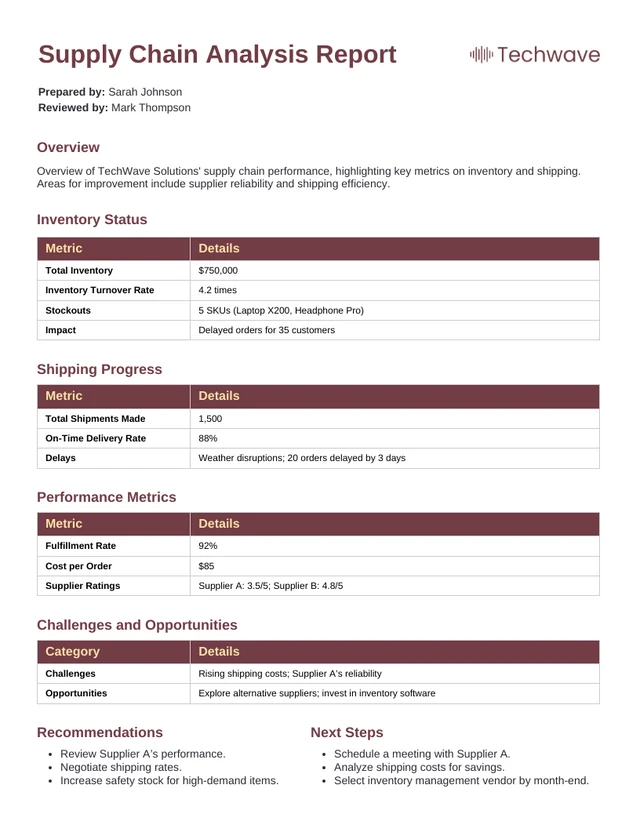 Supply Chain Analysis Report
Techwave
Prepared by: Sarah Johnson
Reviewed by: Mark Thompson
Overview
Overview of TechWave Solutions' supply chain performance, highlighting key metrics on inventory and shipping.
Areas for improvement include supplier reliability and shipping efficiency.
Inventory Status
Metric Details
Total Inventory $750,000
Inventory Turnover Rate 4.2 times
Stockouts 5 SKUs (Laptop X200, Headphone Pro)
Impact Delayed orders for 35 customers
Shipping Progress
Metric Details
Total Shipments Made 1,500
On-Time Delivery Rate 88%
Delays Weather disruptions; 20 orders delayed by 3 days
Performance Metrics
Metric Details
Fulfillment Rate 92%
Cost per Order $85
Supplier Ratings Supplier A: 3.5/5; Supplier B: 4.8/5
Challenges and Opportunities
Category Details
Challenges Rising shipping costs; Supplier A's reliability
Opportunities Explore alternative suppliers; invest in inventory software
Recommendations
• Review Supplier A's performance.
• Negotiate shipping rates.
• Increase safety stock for high-demand items.
Next Steps
• Schedule a meeting with Supplier A.
• Analyze shipping costs for savings.
• Select inventory management vendor by month-end.